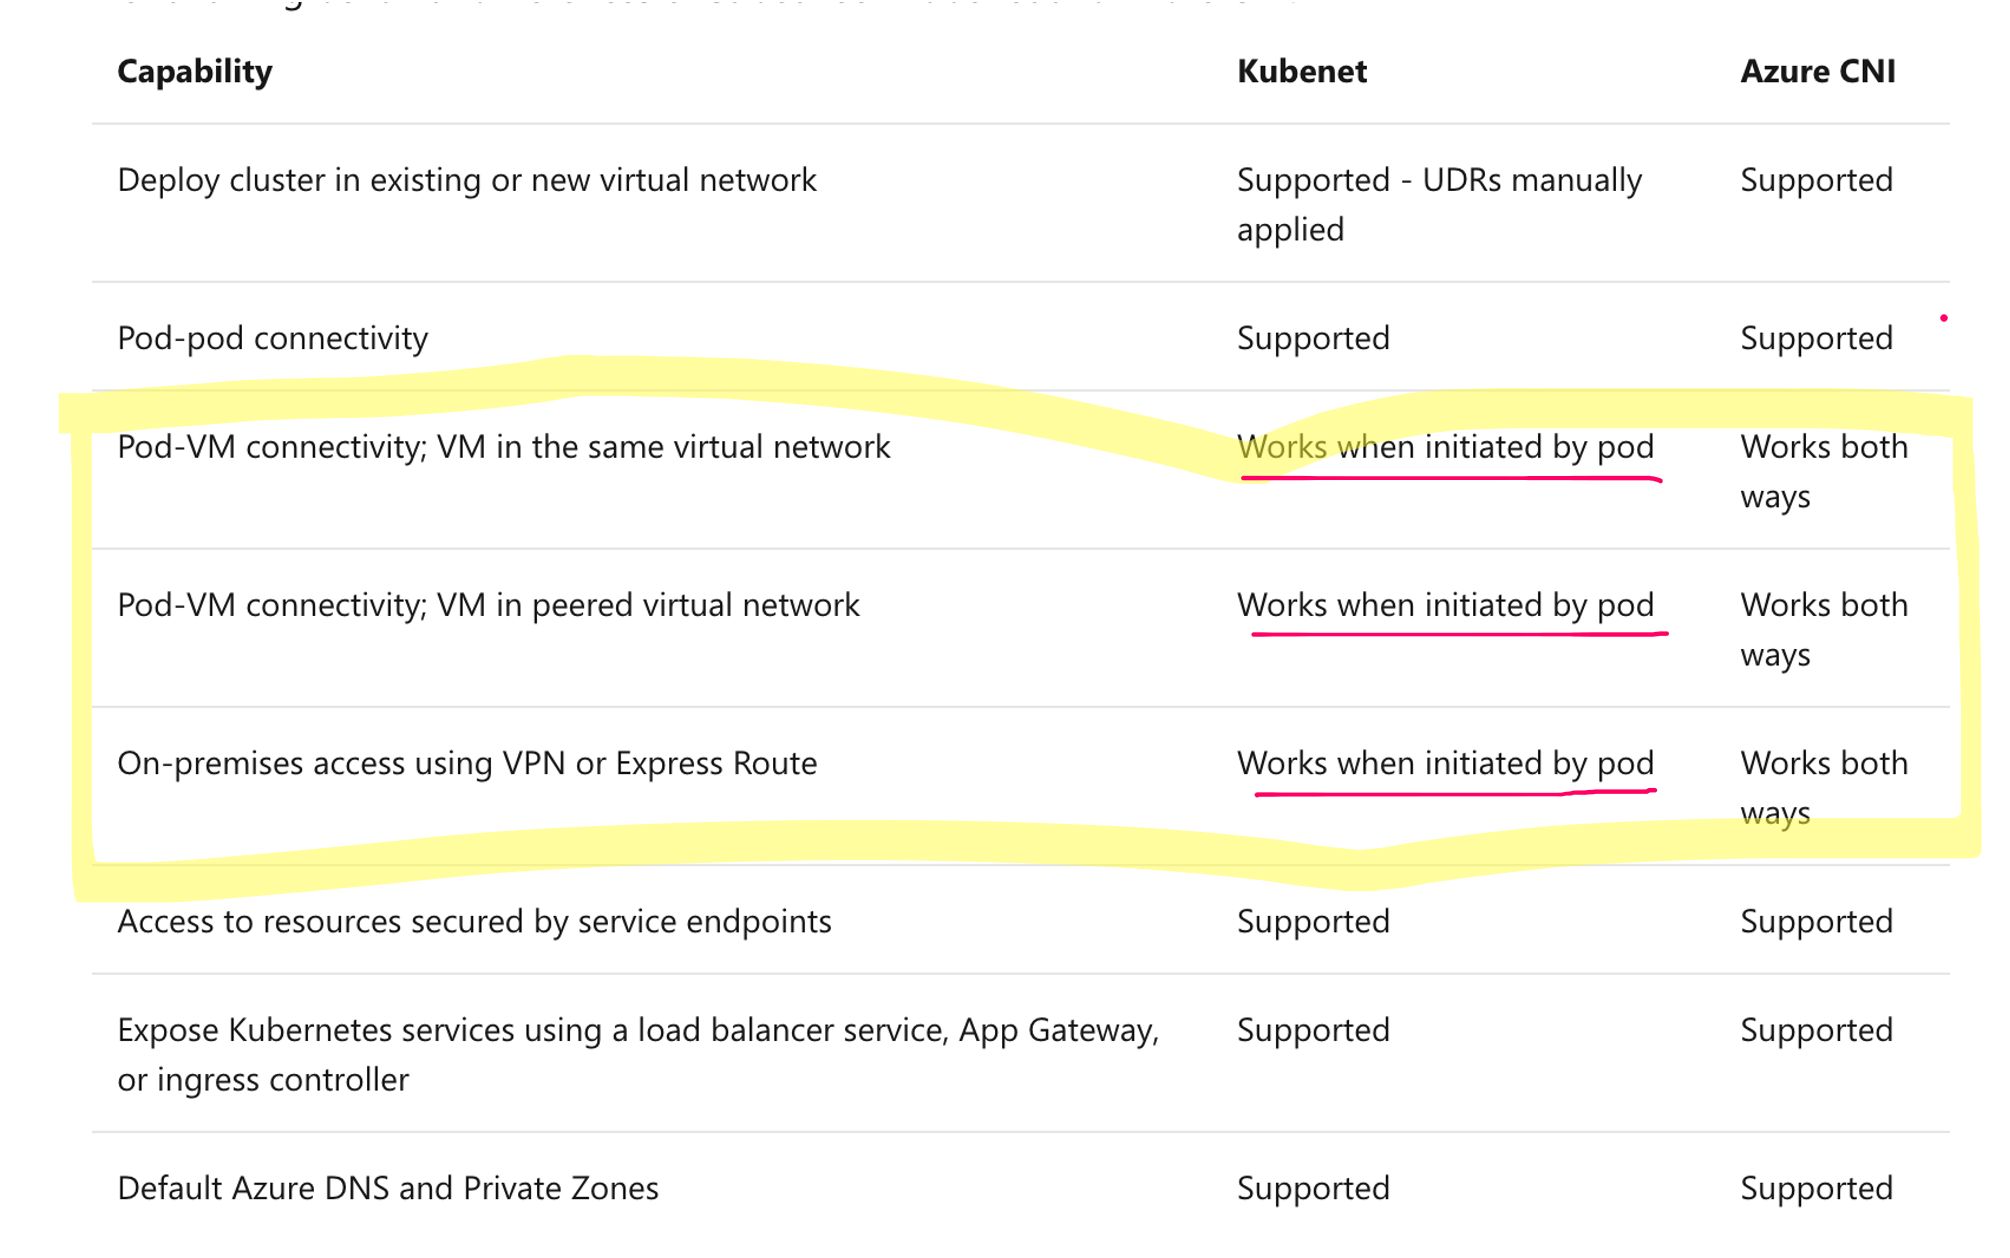 Capability Kubenet Azure CNI
Deploy cluster in existing or new virtual network Supported - UDRs manually Supported
applied
Pod-pod connectivity Supported Supported
Pod-VM connectivity; VM in the same virtual network Works when initiated by pod Works both
ways
Pod-VM connectivity; VM in peered virtual network Works when initiated by pod Works both
ways
On-premises access using VPN or Express Route Works when initiated by pod Works both
ways
Access to resources secured by service endpoints Supported Supported
Expose Kubernetes services using a load balancer service, App Gateway, Supported Supported
or ingress controller
Default Azure DNS and Private Zones Supported Supported